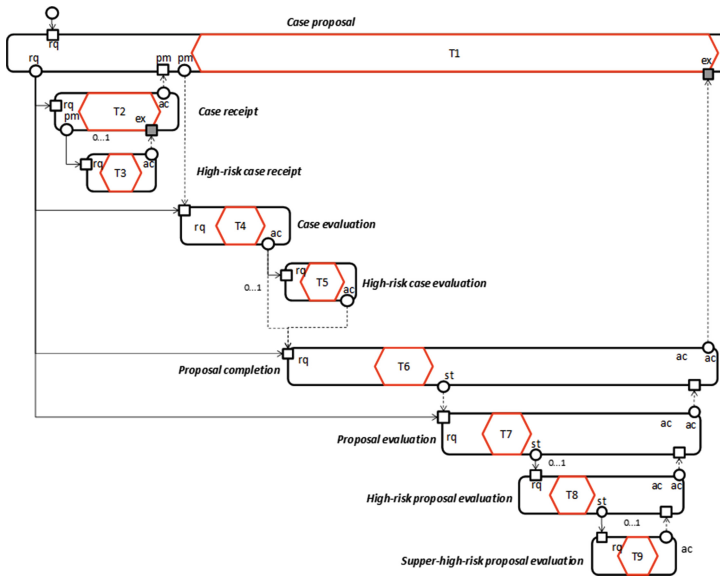 Case proposal
rq
rq
pm
pm
T1
ex
rq
T2
ac
Case receipt
pm
ex
0...1
rq
T3
ac
High-risk case receipt
rq
T4
ac
Case evaluation
0...1
rq
T5
ac
High-risk case evaluation
rq
T6
ac
ac
Proposal completion
st
Proposal evaluation
rq
T7
ac
ac
st
0...1
High-risk proposal evaluation
rq
T8
ac
ac
st
0...1
Supper-high-risk proposal evaluation
rq
T9
ac